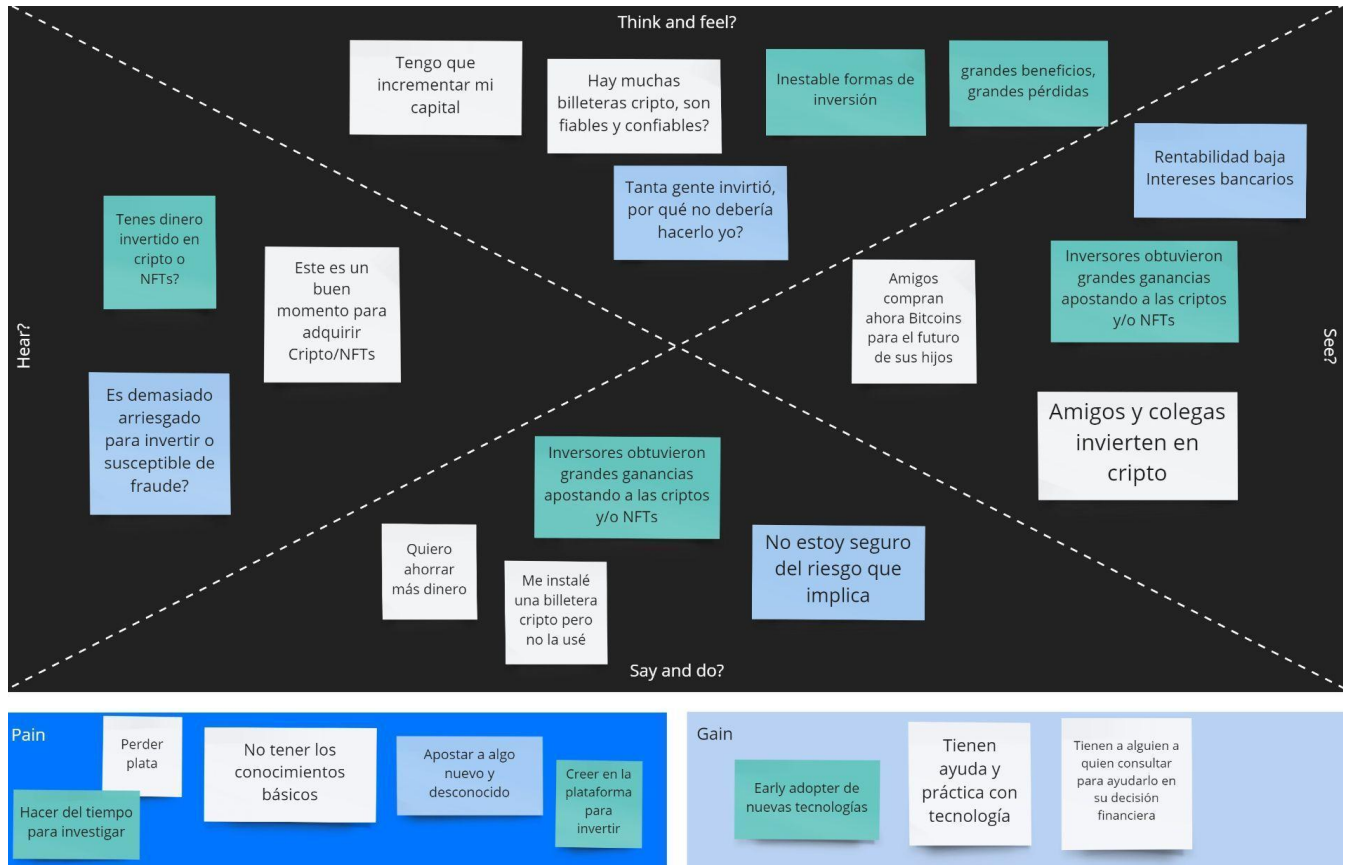 Think and feel?
Tengo que
incrementar mi
capital
Hay muchas
billeteras cripto, son
fiables y confiables?
Inestable formas de
inversión
grandes beneficios,
grandes pérdidas
Tanta gente invirtió,
por qué no debería
hacerlo yo?
Hear?
Tenes dinero
invertido en
cripto o
NFTs?
Este es un
buen
momento para
adquirir
Cripto/NFTs
Es demasiado
arriesgado
para invertir o
susceptible de
fraude?
See?
Rentabilidad baja
Intereses bancarios
Inversores obtuvieron
grandes ganancias
apostando a las criptos
y/o NFTs
Amigos
compran
ahora Bitcoins
para el futuro
de sus hijos
Amigos y colegas
invierten en
cripto
Inversores obtuvieron
grandes ganancias
apostando a las criptos
y/o NFTs
Quiero
ahorrar
más dinero
Me instalé
una billetera
cripto pero
no la usé
No estoy seguro
del riesgo que
implica
Say and do?
Pain
Perder
plata
Hacer del tiempo
para investigar
No tener los
conocimientos
básicos
Apostar a algo
nuevo y
desconocido
Creer en la
plataforma
para
invertir
Gain
Early adopter de
nuevas tecnologías
Tienen
ayuda y
práctica con
tecnología
Tienen a alguien a
quien consultar
para ayudarlo en
su decisión
financiera